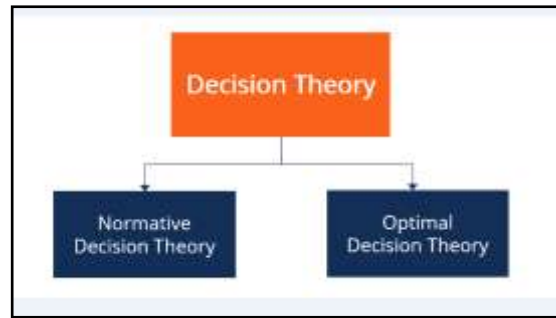 Decision Theory
Normative
Decision Theory
Optimal
Decision Theory